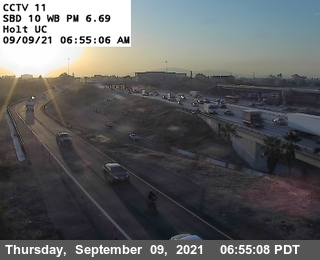 CCTV 11
SBD 10 WB PM 6.69
Holt UC
09/09/21 06:55:06 AM
Thursday, September 09, 2021 06:55:08 PDT